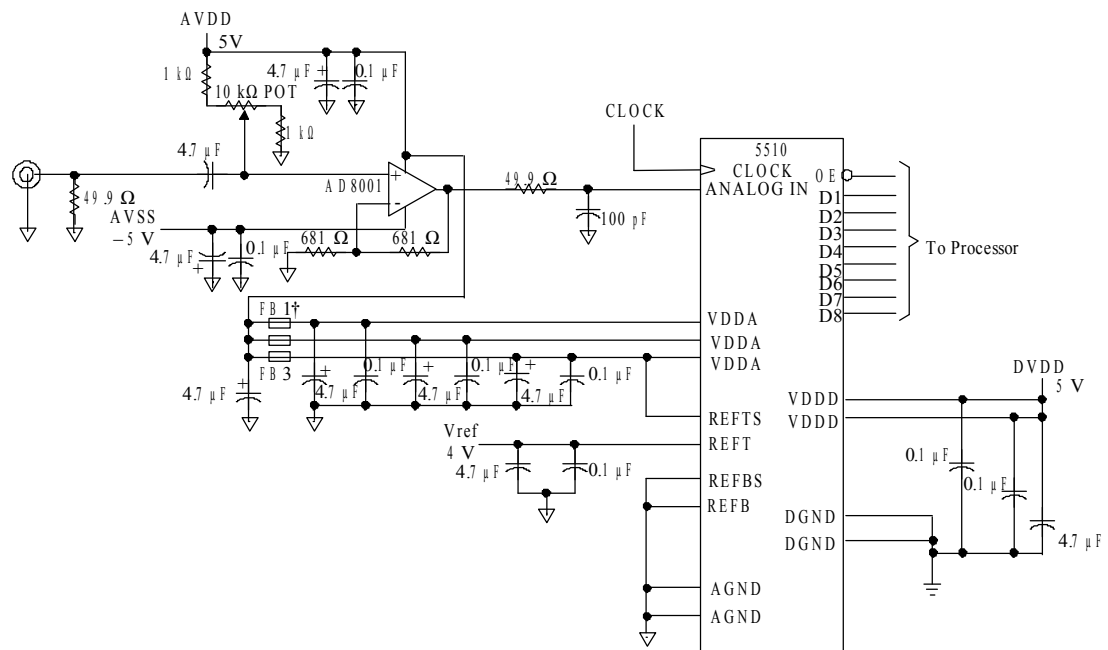 AVDD
5V
1 kΩ
10 kΩ POT
4.7 µF +
0.1 µF
1 kΩ
CLOCK
4.7 µF
5510
CLOCK
OE
+
AD8001
-
49.9 Ω
ANALOG IN
D1
49.9 Ω
100 pF
D2
D3
D4
D5
D6
D7
D8
To Processor
AVSS
−5 V
4.7 µF
+
0.1 µF
681 Ω
681 Ω
FB 1†
VDDA
VDDA
FB 3
VDDA
+
4.7 µF
+
4.7 µF
0.1 µF
+
4.7 µF
0.1 µF
+
4.7 µF
0.1 µF
DVDD
5 V
VDDD
VDDD
REFTS
Vref
4 V
REFT
4.7 µF
0.1 µF
0.1 µF
0.1 µF
4.7 µF
REFBS
REFB
DGND
DGND
AGND
AGND